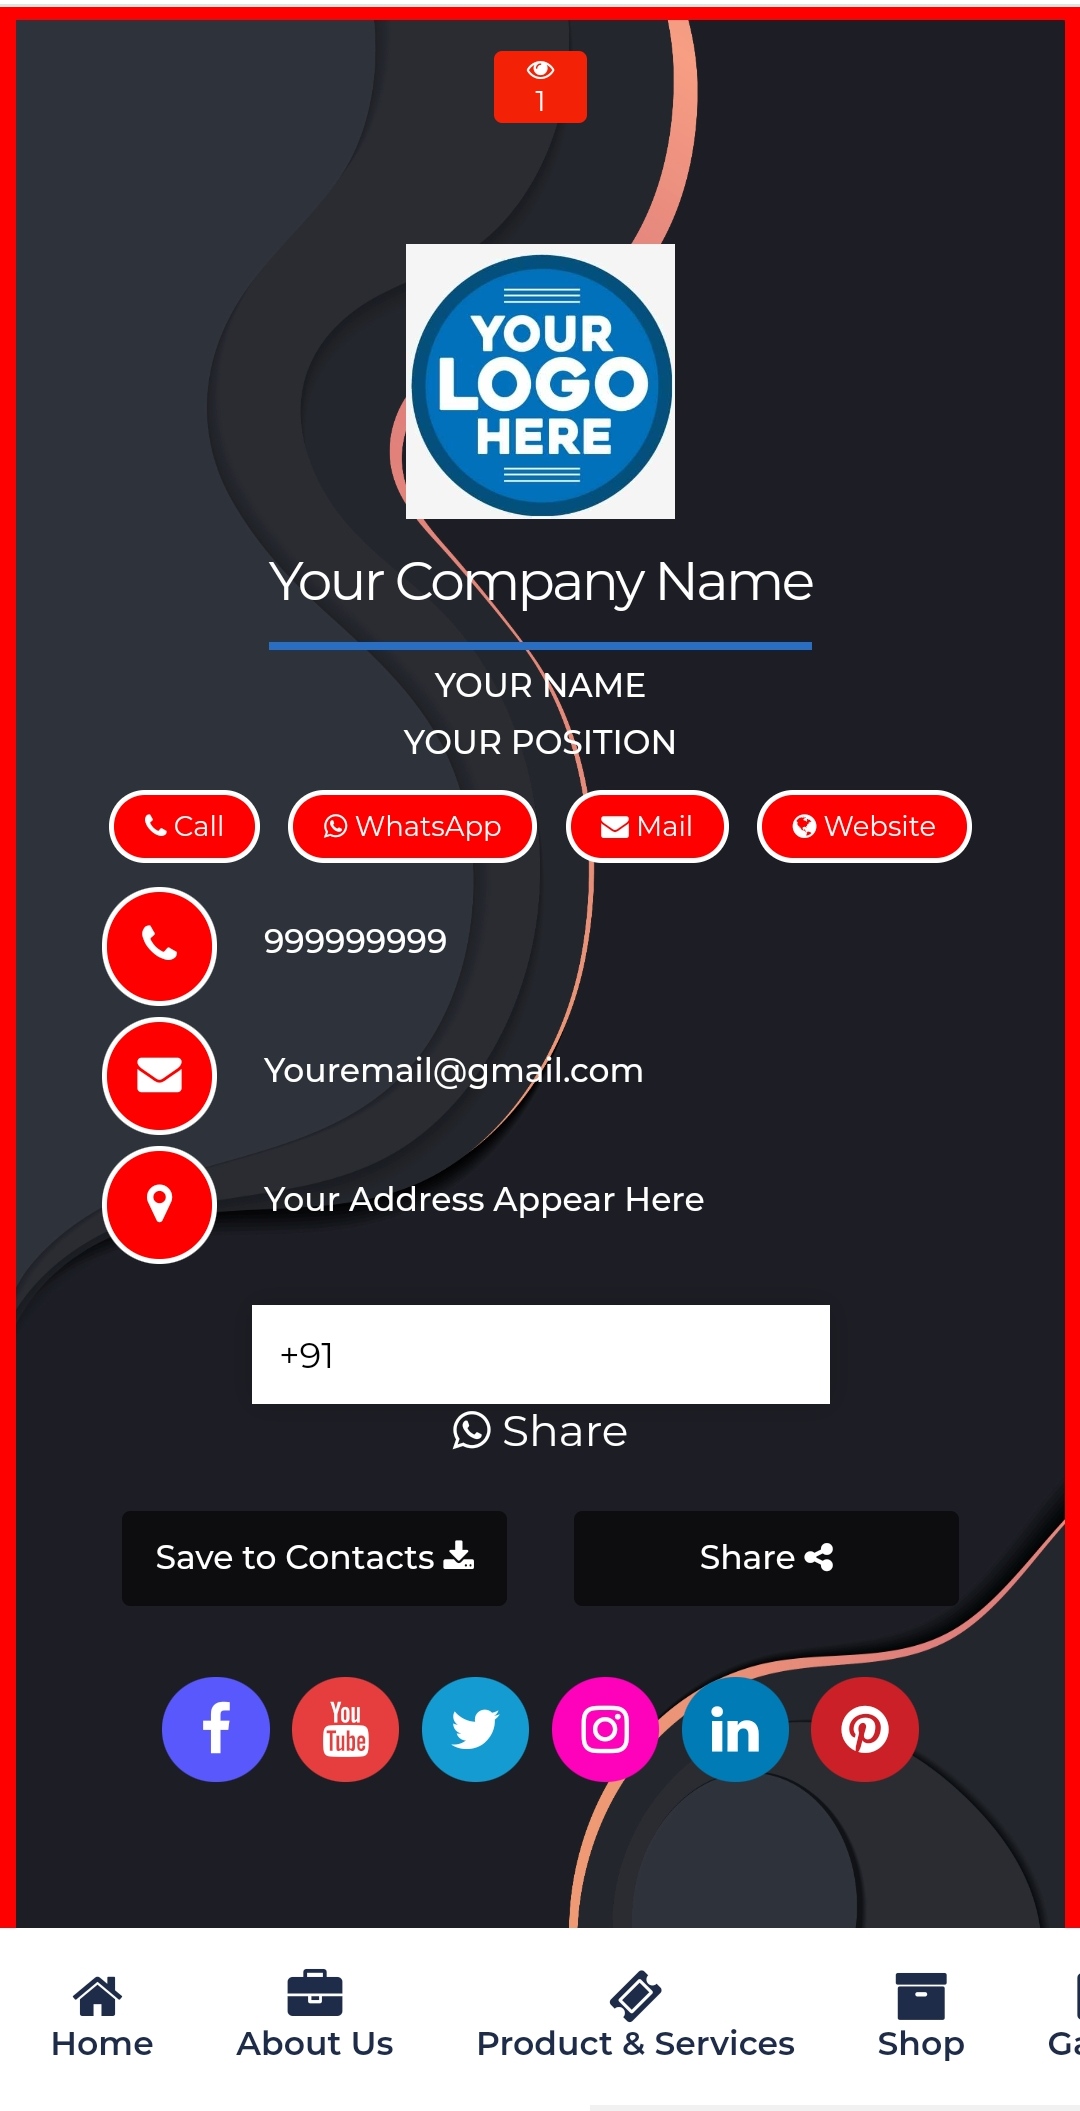 1
YOUR
LOGO
HERE
Your Company Name
YOUR NAME
YOUR POSITION
Call WhatsApp Mail Website
999999999
Youremail@gmail.com
Your Address Appear Here
+91
Share
Save to Contacts Share
You
Tube
in
Home About Us Product & Services Shop